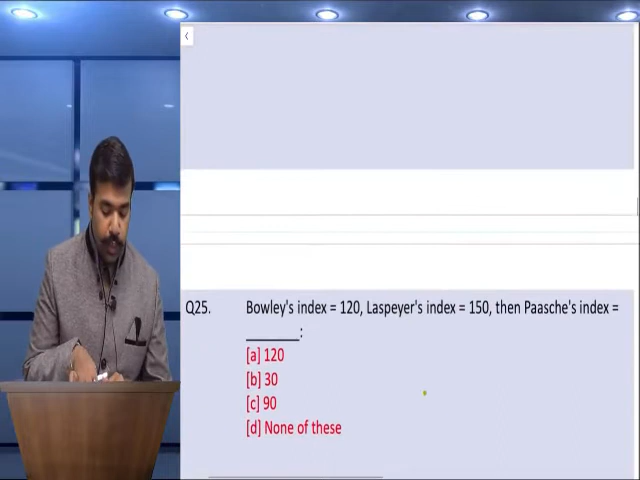 Q25. Bowley's index = 120, Laspeyer's index = 150, then Paasche's index =
________:
[a] 120
[b] 30
[c] 90
[d] None of these